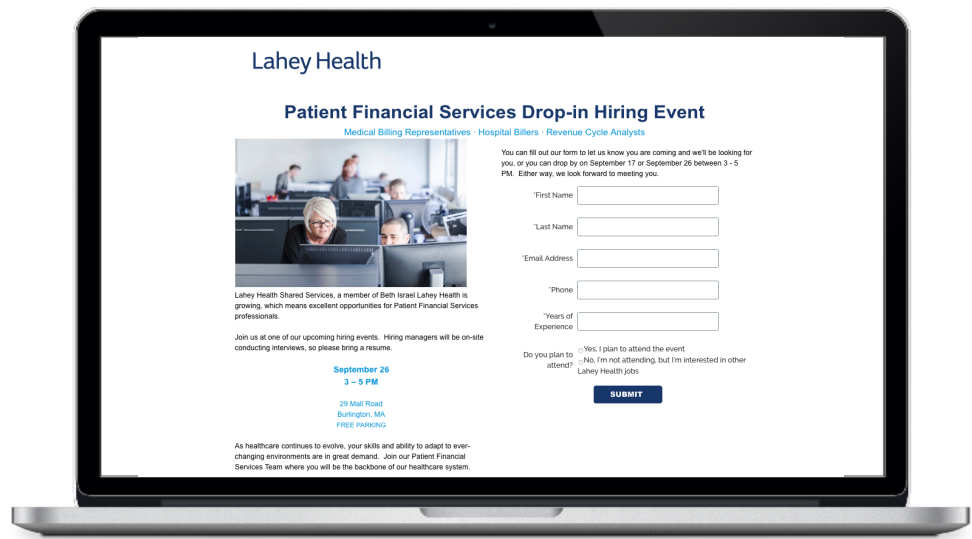 Lahey Health
Patient Financial Services Drop-in Hiring Event
Medical Billing Representatives · Hospital Billers · Revenue Cycle Analysts
Lahey Health Shared Services, a member of Beth Israel Lahey Health is
growing, which means excellent opportunities for Patient Financial Services
professionals.
Join us at one of our upcoming hiring events.  Hiring managers will be on-site
conducting interviews, so please bring a resume.
September 26
3 – 5 PM
29 Mall Road
Burlington, MA
FREE PARKING
As healthcare continues to evolve, your skills and ability to adapt to ever-
changing environments are in great demand.  Join our Patient Financial
Services Team where you will be the backbone of our healthcare system.
You can fill out our form to let us know you are coming and we'll be looking for
you, or you can drop by on September 17 or September 26 between 3 - 5
PM.  Either way, we look forward to meeting you.
*First Name
*Last Name
*Email Address
*Phone
*Years of
Experience
Do you plan to
attend?
Yes, I plan to attend the event
No, I'm not attending, but I'm interested in other
Lahey Health jobs
SUBMIT